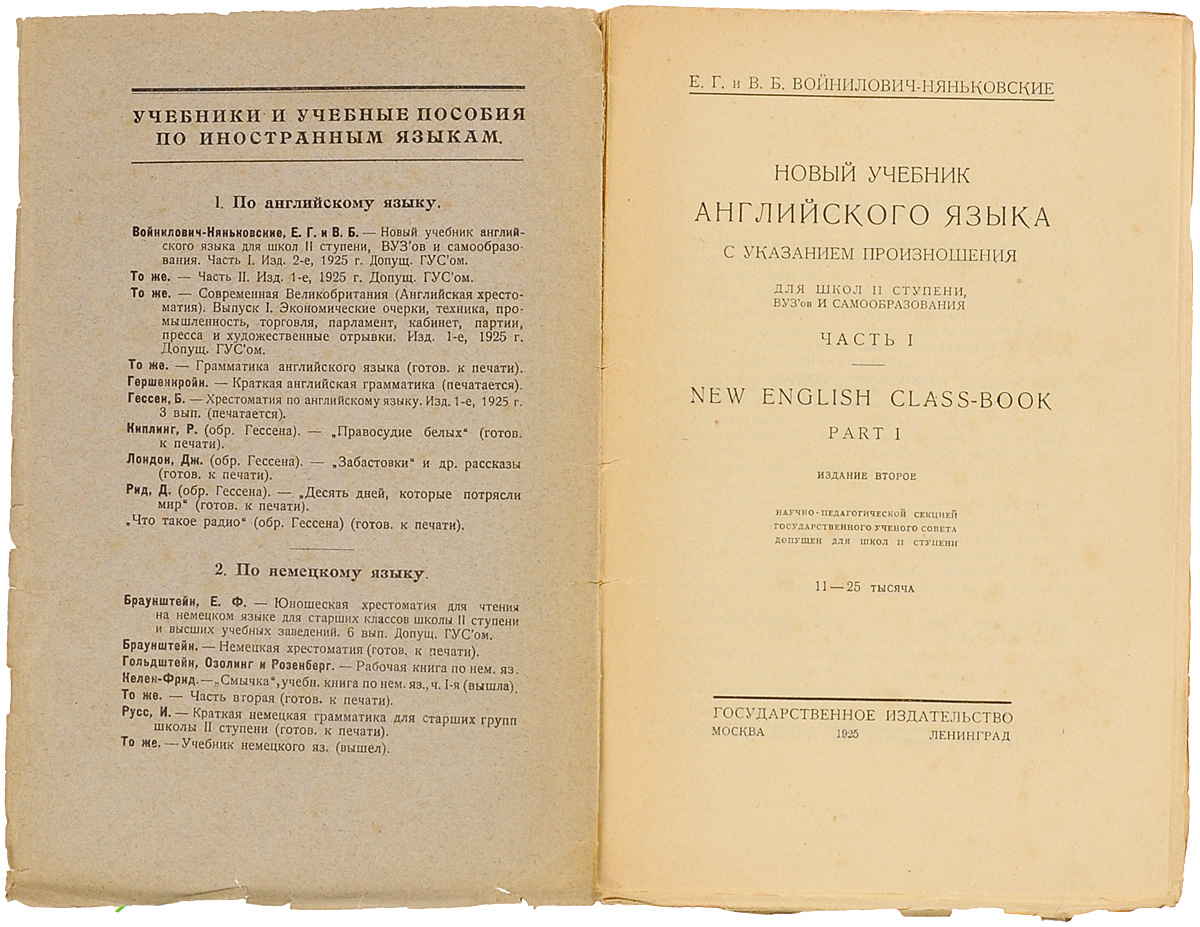 УЧЕБНИКИ И УЧЕБНЫЕ ПОСОБИЯ
ПО ИНОСТРАННЫМ ЯЗЫКАМ.
1. По английскому языку.
Войнилович-Няньковские, Е. Г. и В. Б. — Новый учебник англий-
ского языка для школ II ступени, ВУЗ'ов и самообразо-
вания. Часть I. Изд. 2-е, 1925 г. Допущ. ГУС'ом.
То же. — Часть II. Изд. 1-е, 1925 г. Допущ. ГУС'ом.
То же. — Современная Великобритания (Английская хресто-
матия). Выпуск I. Экономические очерки, техника, про-
мышленность, торговля, парламент, кабинет, партии,
пресса и художественные отрывки. Изд. 1-е, 1925 г.
Допущ. ГУС'ом.
То же. — Грамматика английского языка (готов. к печати).
Гершенкройн. — Краткая английская грамматика (печатается).
Гессен, Б. — Хрестоматия по английскому языку. Изд. 1-е, 1925 г.
3 вып. (печатается).
Киплинг, Р. (обр. Гессена). — „Правосудие белых“ (готов.
к печати).
Лондон, Дж. (обр. Гессена). — „Забастовки“ и др. рассказы
(готов. к печати).
Рид, Д. (обр. Гессена). — „Десять дней, которые потрясли
мир“ (готов. к печати).
„Что такое радио“ (обр. Гессена) (готов. к печати).
2. По немецкому языку.
Браунштейн, Е. Ф. — Юношеская хрестоматия для чтения
на немецком языке для старших классов школы II ступени
и высших учебных заведений. 6 вып. Допущ. ГУС'ом.
Браунштейн. — Немецкая хрестоматия (готов. к печати).
Гольдштейн, Озолинг и Розенберг. — Рабочая книга по нем. яз.
Келен-Фрид. — „Смычка“, учебн. книга по нем. яз., ч. I-я (вышла).
То же. — Часть вторая (готов. к печати).
Русс, И. — Краткая немецкая грамматика для старших групп
школы II ступени (готов. к печати).
То же. — Учебник немецкого яз. (вышел).
Е. Г. и В. Б. ВОЙНИЛОВИЧ-НЯНЬКОВСКИЕ
НОВЫЙ УЧЕБНИК
АНГЛИЙСКОГО ЯЗЫКА
С УКАЗАНИЕМ ПРОИЗНОШЕНИЯ
ДЛЯ ШКОЛ II СТУПЕНИ,
ВУЗ'ов И САМООБРАЗОВАНИЯ
ЧАСТЬ I
NEW ENGLISH CLASS-BOOK
PART I
ИЗДАНИЕ ВТОРОЕ
НАУЧНО-ПЕДАГОГИЧЕСКОЙ СЕКЦИЕЙ
ГОСУДАРСТВЕННОГО УЧЕНОГО СОВЕТА
ДОПУЩЕН ДЛЯ ШКОЛ II СТУПЕНИ
11—25 ТЫСЯЧА
ГОСУДАРСТВЕННОЕ ИЗДАТЕЛЬСТВО
МОСКВА 1925 ЛЕНИНГРАД